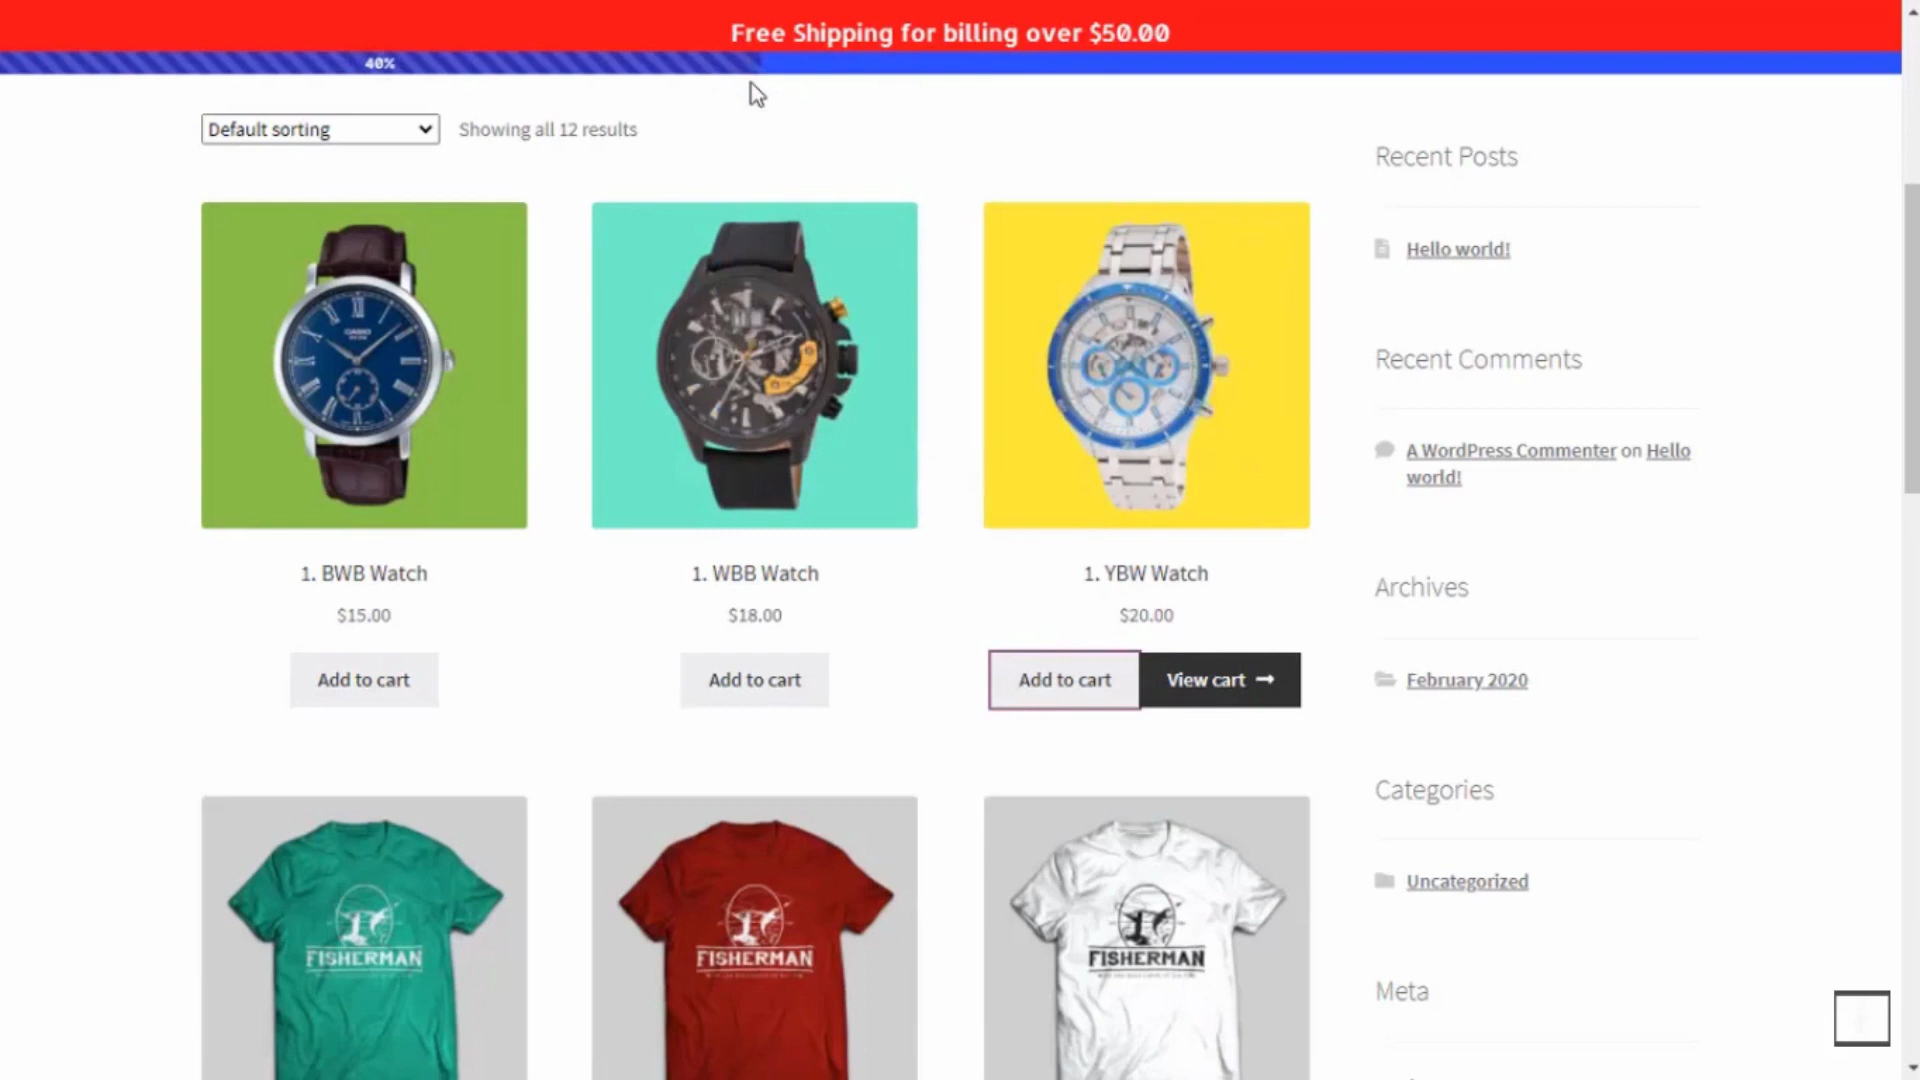 Free Shipping for billing over $50.00
40%
Default sorting
Showing all 12 results
CASIO
1. BWB Watch
$15.00
Add to cart
1. WBB Watch
$18.00
Add to cart
1. YBW Watch
$20.00
Add to cart
View cart →
FISHERMAN
FISHERMAN
FISHERMAN
Recent Posts
Hello world!
Recent Comments
A WordPress Commenter on Hello
world!
Archives
February 2020
Categories
Uncategorized
Meta